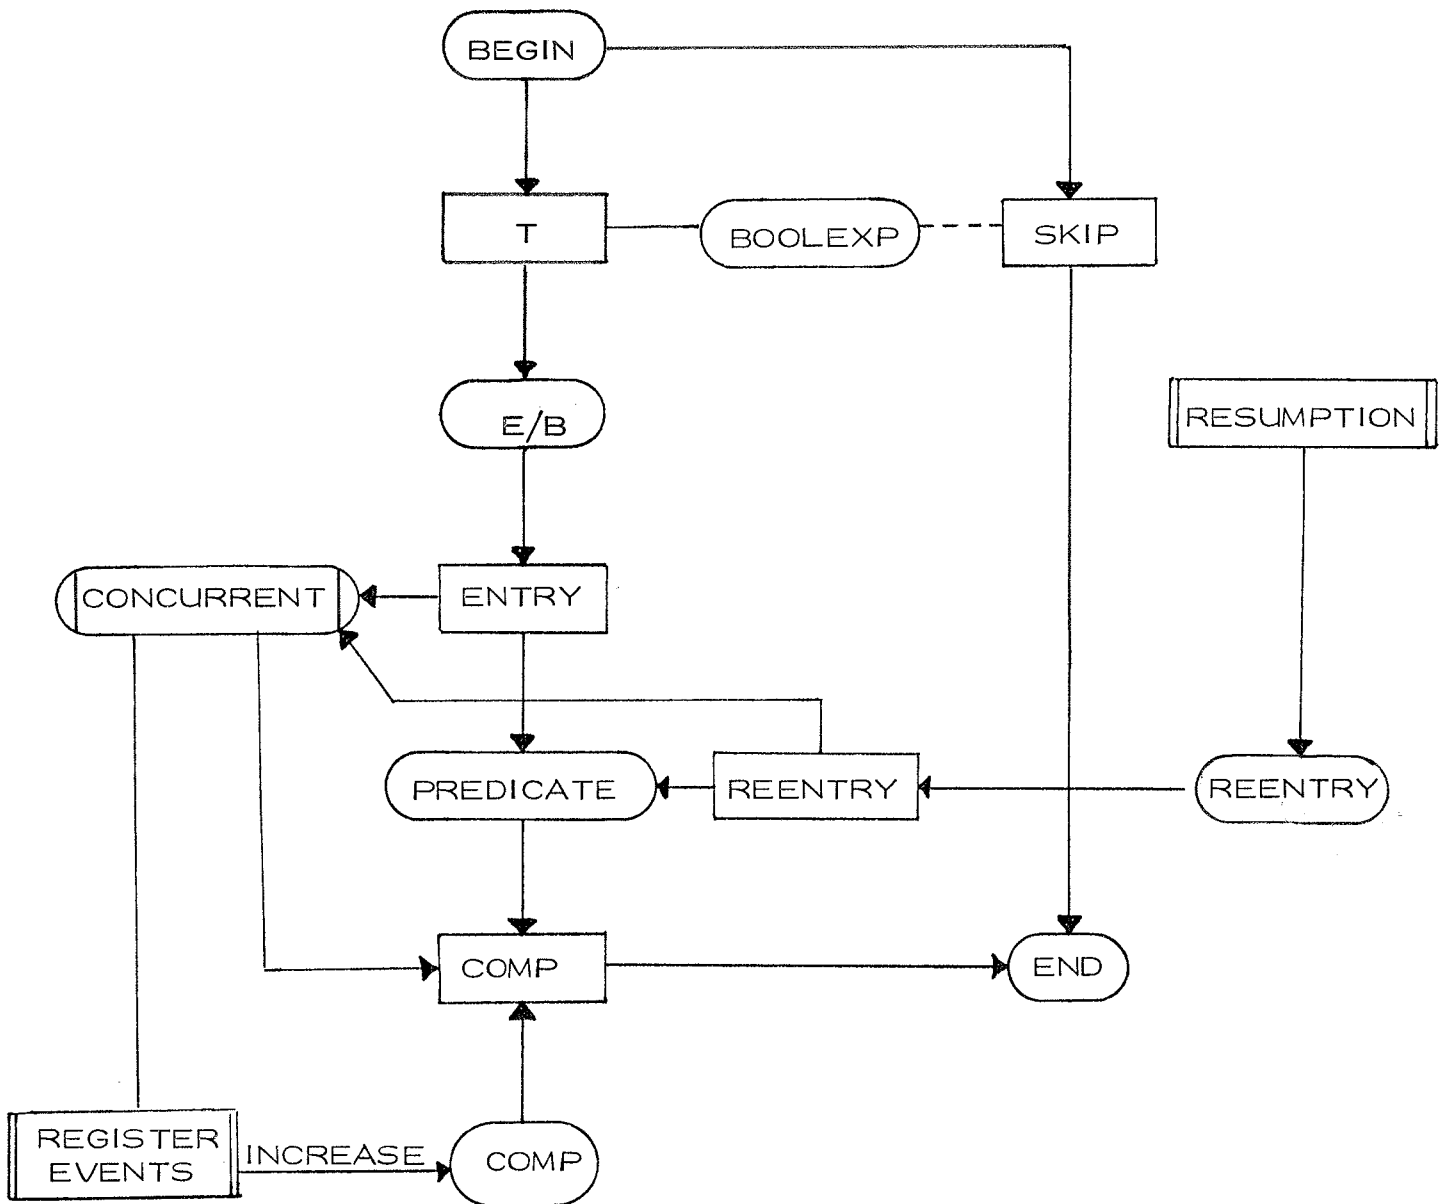 BEGIN
T
BOOLEXP
SKIP
E/B
RESUMPTION
CONCURRENT
ENTRY
PREDICATE
REENTRY
REENTRY
COMP
END
REGISTER
EVENTS
INCREASE
COMP